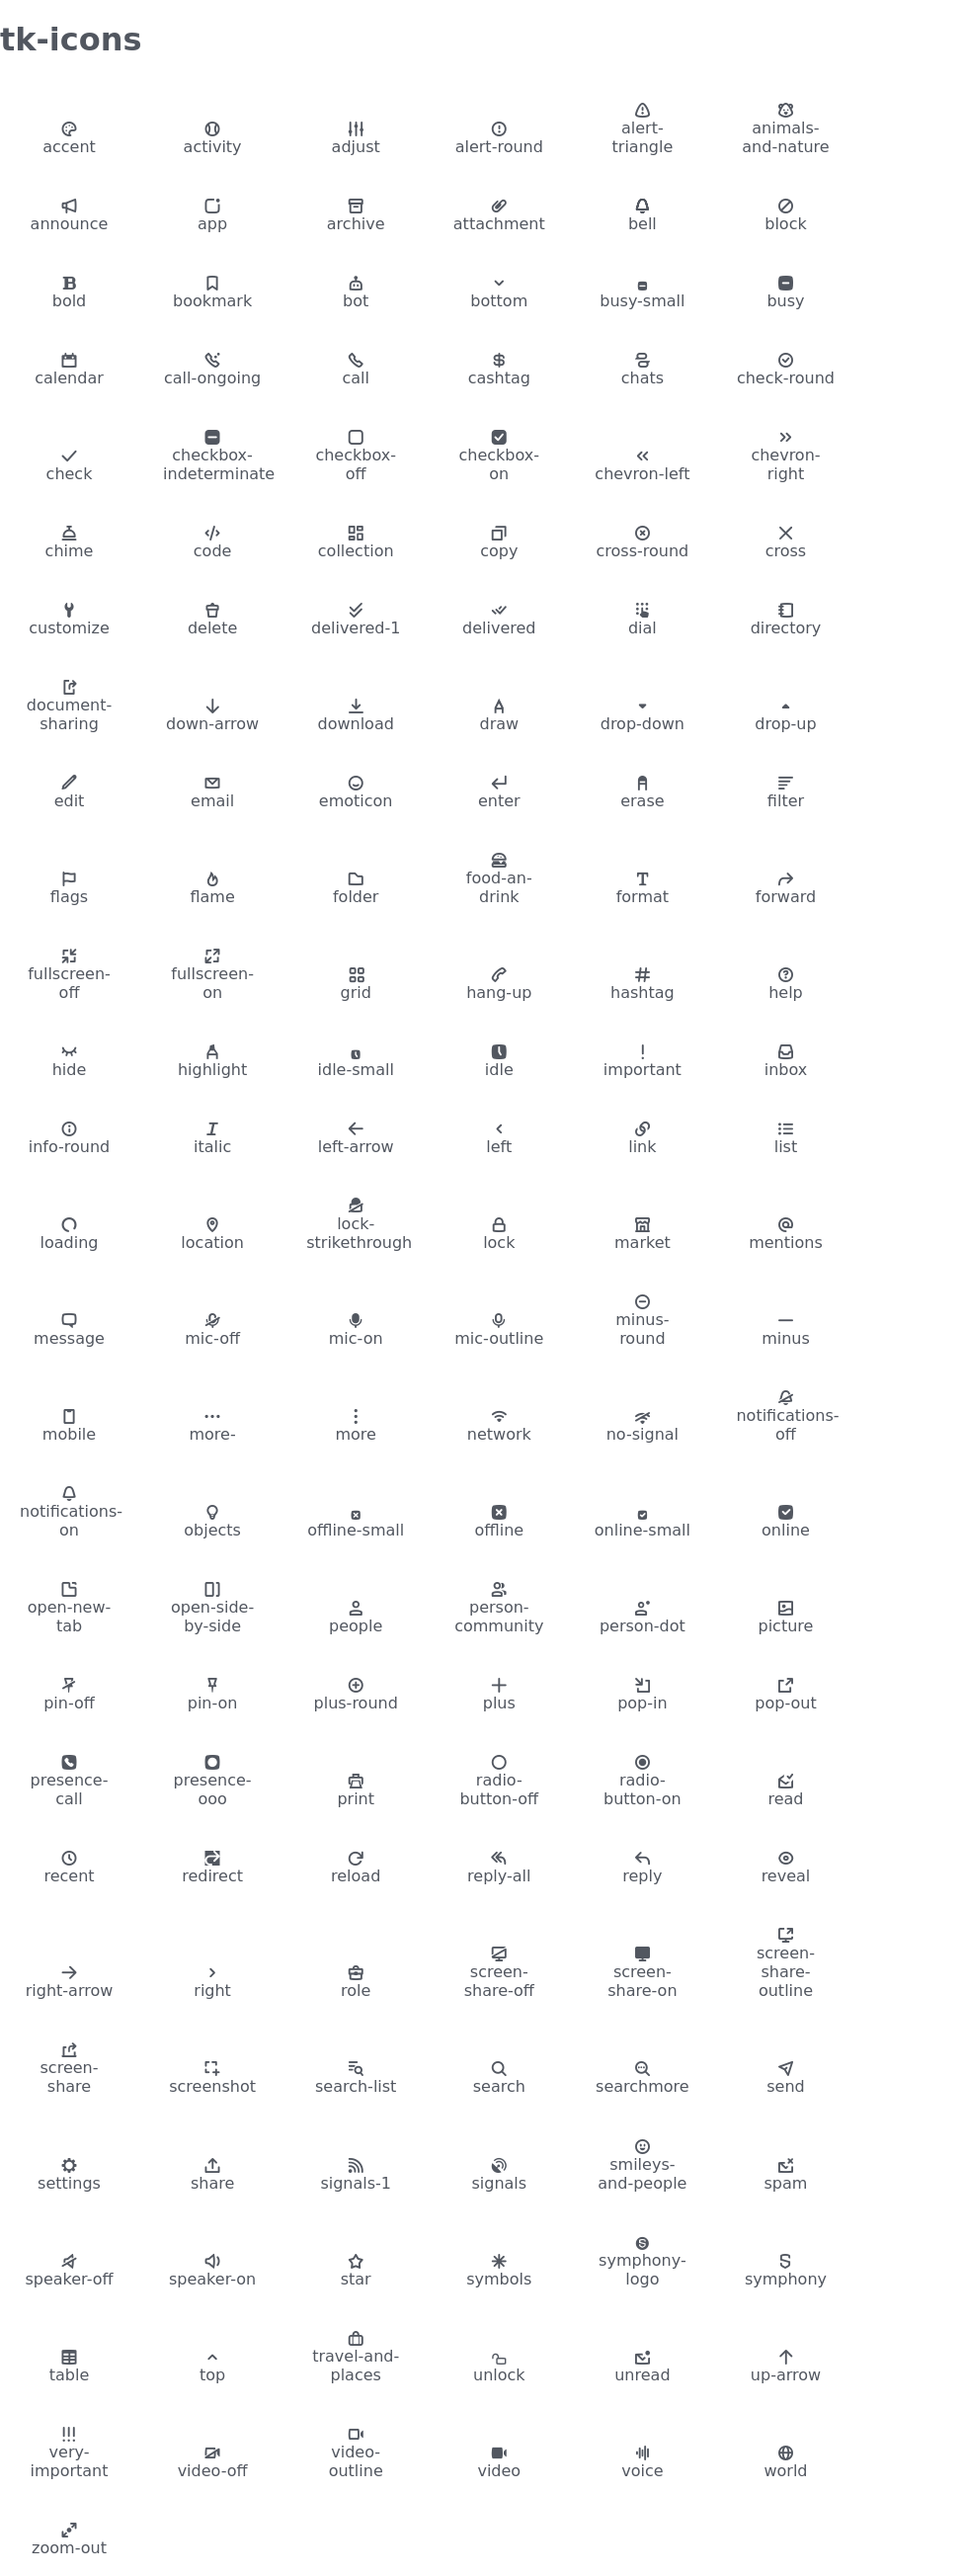 tk-icons
accent
activity
adjust
alert-round
alert-
triangle
animals-
and-nature
announce
app
archive
attachment
bell
block
bold
bookmark
bot
bottom
busy-small
busy
calendar
call-ongoing
call
cashtag
chats
check-round
check
checkbox-
indeterminate
checkbox-
off
checkbox-
on
chevron-left
chevron-
right
chime
code
collection
copy
cross-round
cross
customize
delete
delivered-1
delivered
dial
directory
document-
sharing
down-arrow
download
draw
drop-down
drop-up
edit
email
emoticon
enter
erase
filter
flags
flame
folder
food-an-
drink
format
forward
fullscreen-
off
fullscreen-
on
grid
hang-up
hashtag
help
hide
highlight
idle-small
idle
important
inbox
info-round
italic
left-arrow
left
link
list
loading
location
lock-
strikethrough
lock
market
mentions
message
mic-off
mic-on
mic-outline
minus-
round
minus
mobile
more-
more
network
no-signal
notifications-
off
notifications-
on
objects
offline-small
offline
online-small
online
open-new-
tab
open-side-
by-side
people
person-
community
person-dot
picture
pin-off
pin-on
plus-round
plus
pop-in
pop-out
presence-
call
presence-
ooo
print
radio-
button-off
radio-
button-on
read
recent
redirect
reload
reply-all
reply
reveal
right-arrow
right
role
screen-
share-off
screen-
share-on
screen-
share-
outline
screen-
share
screenshot
search-list
search
searchmore
send
settings
share
signals-1
signals
smileys-
and-people
spam
speaker-off
speaker-on
star
symbols
symphony-
logo
symphony
table
top
travel-and-
places
unlock
unread
up-arrow
very-
important
video-off
video-
outline
video
voice
world
zoom-out